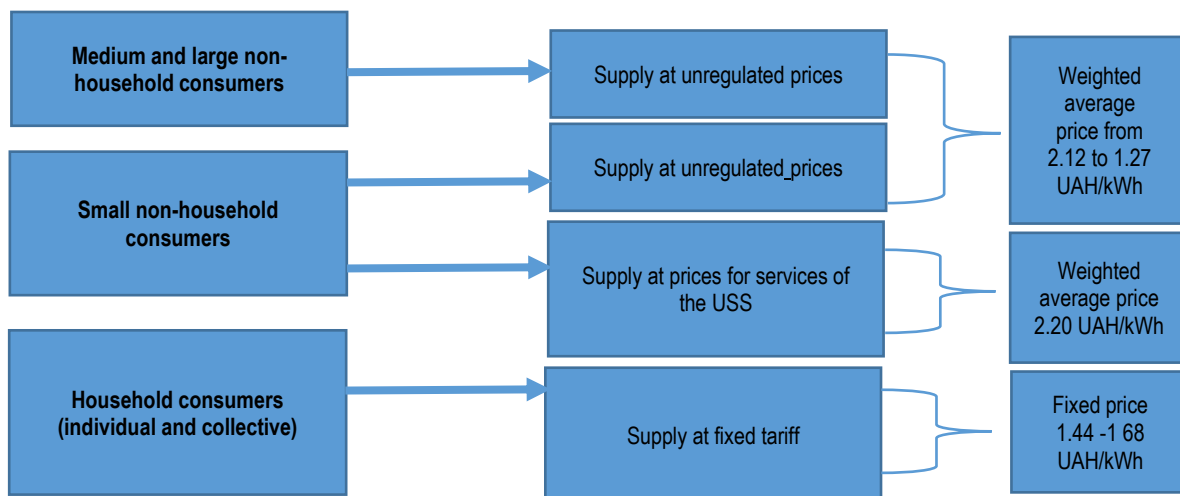 Medium and large non-
household consumers
Supply at unregulated prices
Weighted
average
price from
2.12 to 1.27
UAH/kWh
Small non-household
consumers
Supply at unregulated_prices
Supply at prices for services of
the USS
Weighted
average price
2.20 UAH/kWh
Household consumers
(individual and collective)
Supply at fixed tariff
Fixed price
1.44 -1 68
UAH/kWh